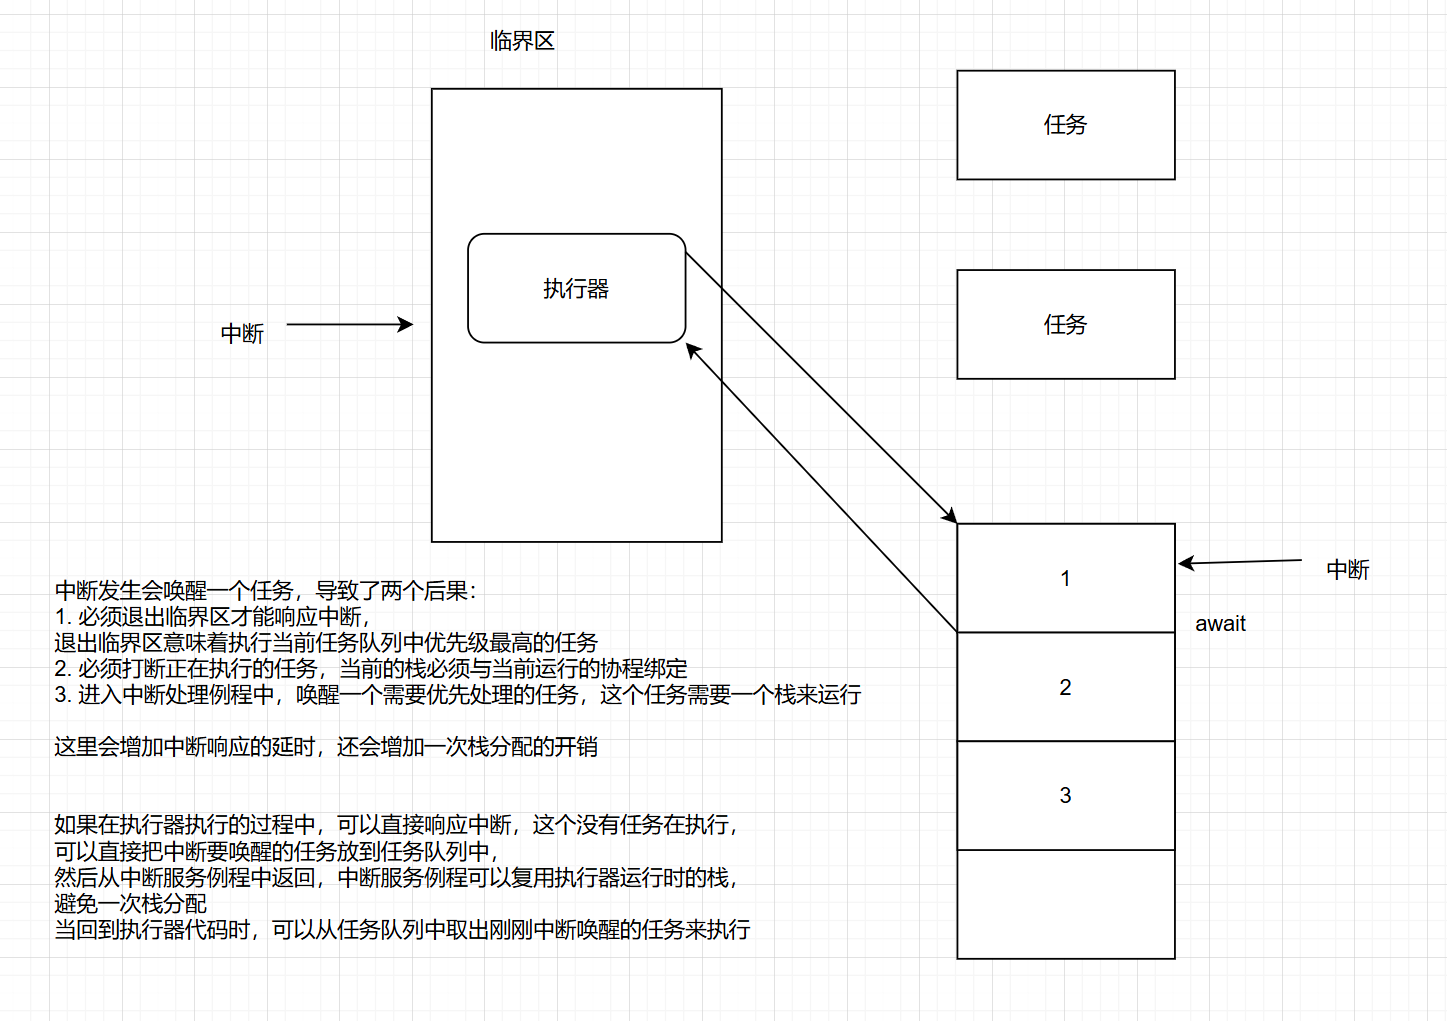 临界区
任务
执行器
任务
中断
1
中断
await
2
3
中断发生会唤醒一个任务，导致了两个后果：
1. 必须退出临界区才能响应中断，
退出临界区意味着执行当前任务队列中优先级最高的任务
2. 必须打断正在执行的任务，当前的栈必须与当前运行的协程绑定
3. 进入中断处理例程中，唤醒一个需要优先处理的任务，这个任务需要一个栈来运行
这里会增加中断响应的延时，还会增加一次栈分配的开销
如果在执行器执行的过程中，可以直接响应中断，这个没有任务在执行，
可以直接把中断要唤醒的任务放到任务队列中，
然后从中断服务例程中返回，中断服务例程可以复用执行器运行时的栈，
避免一次栈分配
当回到执行器代码时，可以从任务队列中取出刚刚中断唤醒的任务来执行